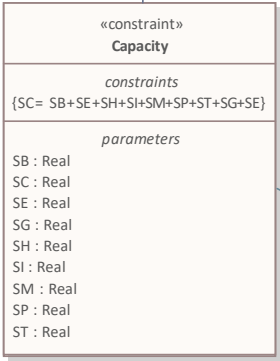 «constraint»
Capacity
constraints
{SC= SB+SE+SH+SI+SM+SP+ST+SG+SE}
parameters
SB : Real
SC : Real
SE : Real
SG : Real
SH : Real
SI : Real
SM : Real
SP : Real
ST : Real